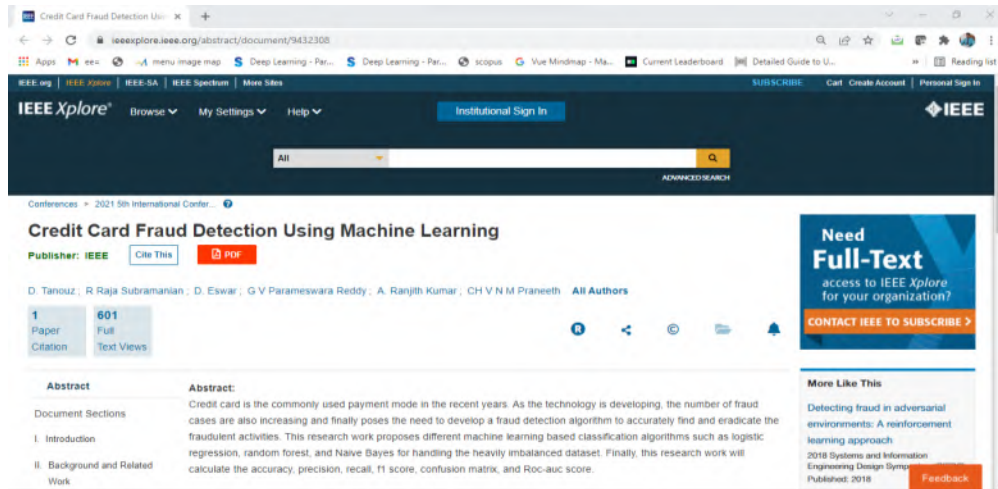 Credit Card Fraud Detection Usin
ieeexplore.ieee.org/abstract/document/9432308
Apps M ee= menu image map S Deep Learning - Par... S Deep Learning - Par... scopus G Vue Mindmap - Ma... Current Leaderboard Detailed Guide to U... » Reading list
IEEE.org IEEE Xplore IEEE-SA IEEE Spectrum More Sites SUBSCRIBE Cart Create Account Personal Sign In
IEEE Xplore® Browse My Settings Help Institutional Sign In IEEE
All
ADVANCED SEARCH
Conferences > 2021 5th International Confer...
Credit Card Fraud Detection Using Machine Learning
Publisher: IEEE Cite This PDF
D. Tanouz ; R Raja Subramanian ; D. Eswar ; G V Parameswara Reddy ; A. Ranjith Kumar ; CH V N M Praneeth All Authors
1 601
Paper Full
Citation Text Views
Need
Full-Text
access to IEEE Xplore
for your organization?
CONTACT IEEE TO SUBSCRIBE >
Abstract
Document Sections
I. Introduction
II. Background and Related
Work
Abstract:
Credit card is the commonly used payment mode in the recent years. As the technology is developing, the number of fraud
cases are also increasing and finally poses the need to develop a fraud detection algorithm to accurately find and eradicate the
fraudulent activities. This research work proposes different machine learning based classification algorithms such as logistic
regression, random forest, and Naive Bayes for handling the heavily imbalanced dataset. Finally, this research work will
calculate the accuracy, precision, recall, f1 score, confusion matrix, and Roc-auc score.
More Like This
Detecting fraud in adversarial
environments: A reinforcement
learning approach
2018 Systems and Information
Engineering Design
Published: 2018
Feedback